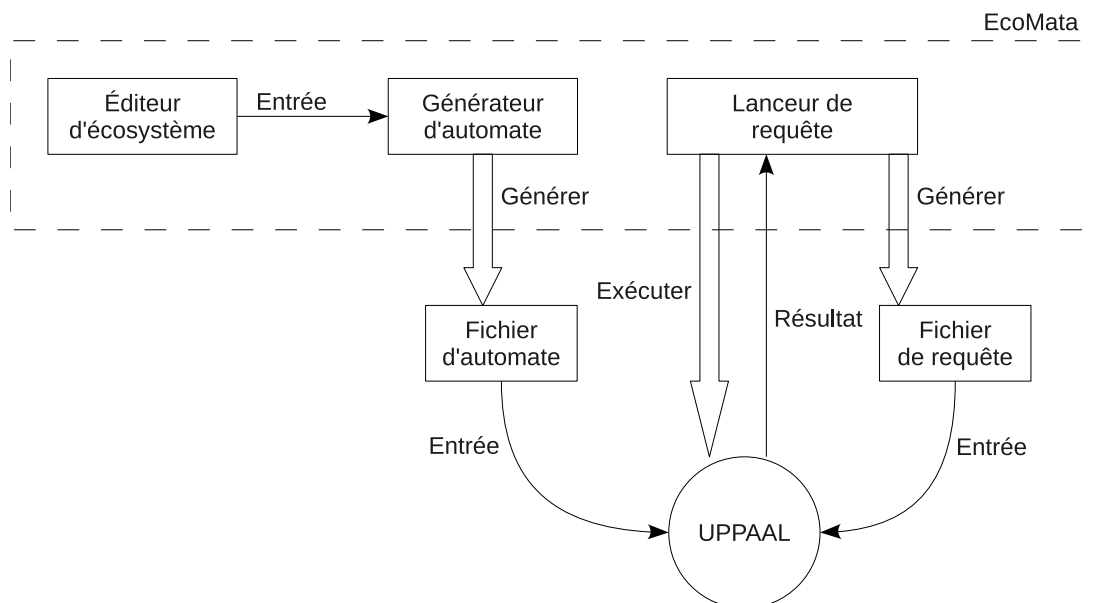 EcoMata
Éditeur
d'écosystème
Entrée
Générateur
d'automate
Lanceur de
requête
Générer
Générer
Exécuter
Résultat
Fichier
d'automate
Fichier
de requête
Entrée
Entrée
UPPAAL